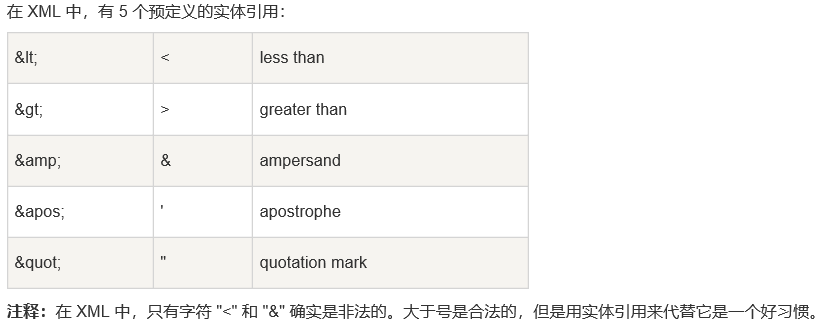 在 XML 中，有 5 个预定义的实体引用：
&lt; < less than
&gt; > greater than
&amp; & ampersand
&apos; ' apostrophe
&quot; " quotation mark
注释：在 XML 中，只有字符 "<" 和 "&" 确实是非法的。大于号是合法的，但是用实体引用来代替它是一个好习惯。